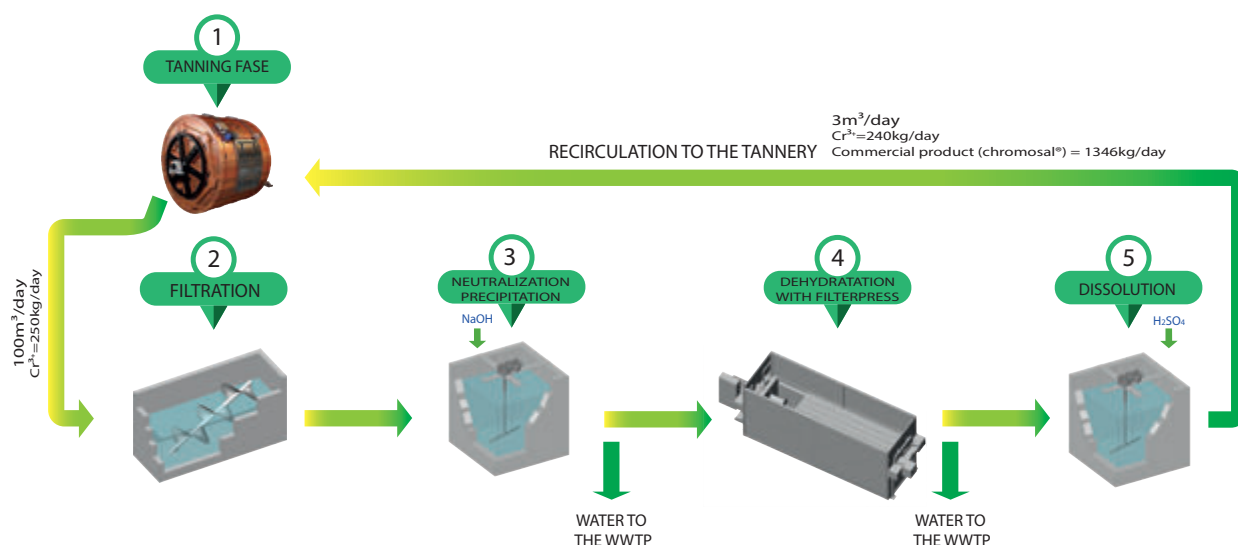 1
TANNING FASE
3m³/day
Cr³⁺=240kg/day
Commercial product (chromosal®) = 1346kg/day
RECIRCULATION TO THE TANNERY
100m³/day
Cr³⁺=250kg/day
2
FILTRATION
3
NEUTRALIZATION
PRECIPITATION
NaOH
4
DEHYDRATATION
WITH FILTERPRESS
5
DISSOLUTION
H₂SO₄
WATER TO
THE WWTP
WATER TO
THE WWTP